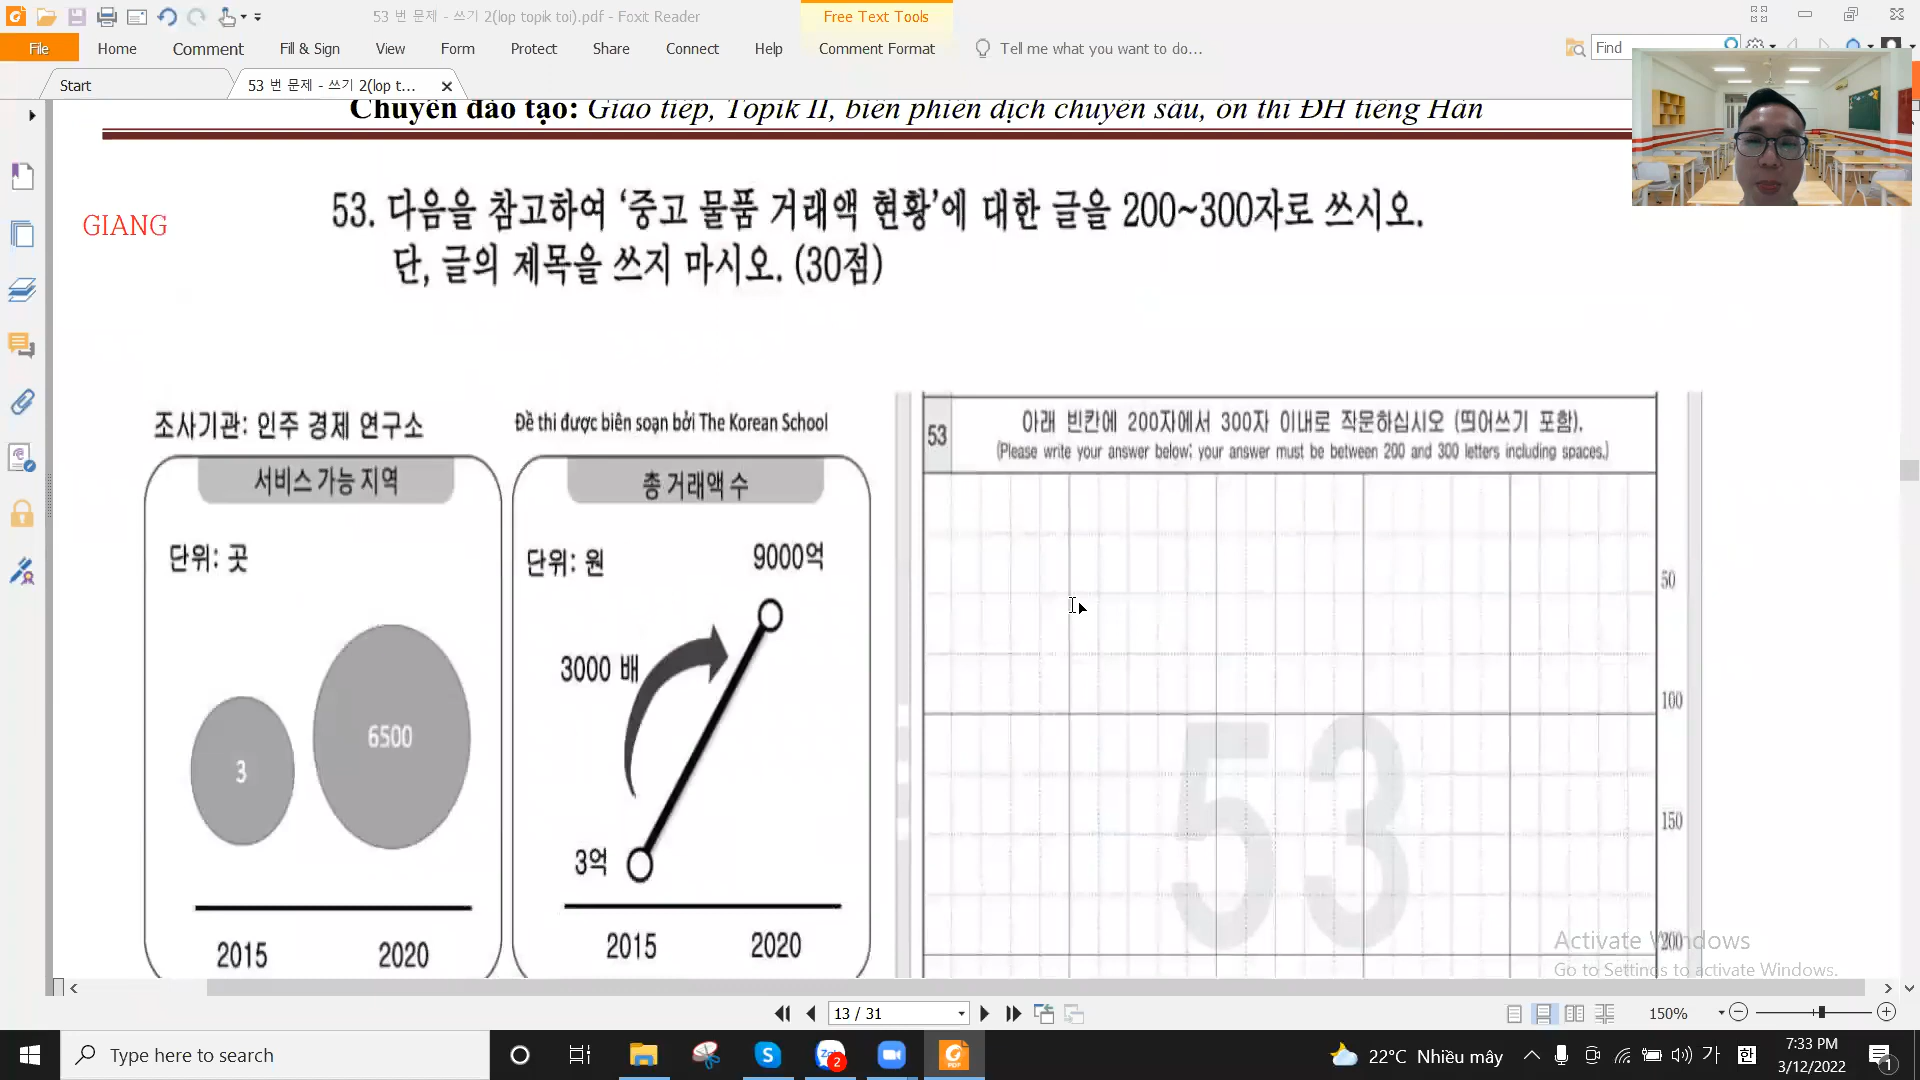 53 번 문제 - 쓰기 2(lop topik toi).pdf - Foxit Reader
Free Text Tools
File
Home
Comment
Fill & Sign
View
Form
Protect
Share
Connect
Help
Comment Format
Tell me what you want to do...
Find
Start
53 번 문제 - 쓰기 2(lop t...
Chuyên đào tạo: Giao tiếp, Topik II, biên phiên dịch chuyên sâu, ôn thi ĐH tiếng Hàn
GIANG
53. 다음을 참고하여 '중고 물품 거래액 현황'에 대한 글을 200~300자로 쓰시오.
단, 글의 제목을 쓰지 마시오. (30점)
조사기관: 인주 경제 연구소
Đề thi được biên soạn bởi The Korean School
서비스 가능 지역
단위: 곳
3
6500
2015
2020
총 거래액 수
단위: 원
9000억
3000 배
3억
2015
2020
53
아래 빈칸에 200자에서 300자 이내로 작문하십시오 (띄어쓰기 포함).
(Please write your answer below; your answer must be between 200 and 300 letters including spaces.)
50
100
53
150
200
Activate Windows
Go to Settings to activate Windows.
13 / 31
150%
Type here to search
2
22°C Nhiều mây
가
한
7:33 PM
3/12/2022
1